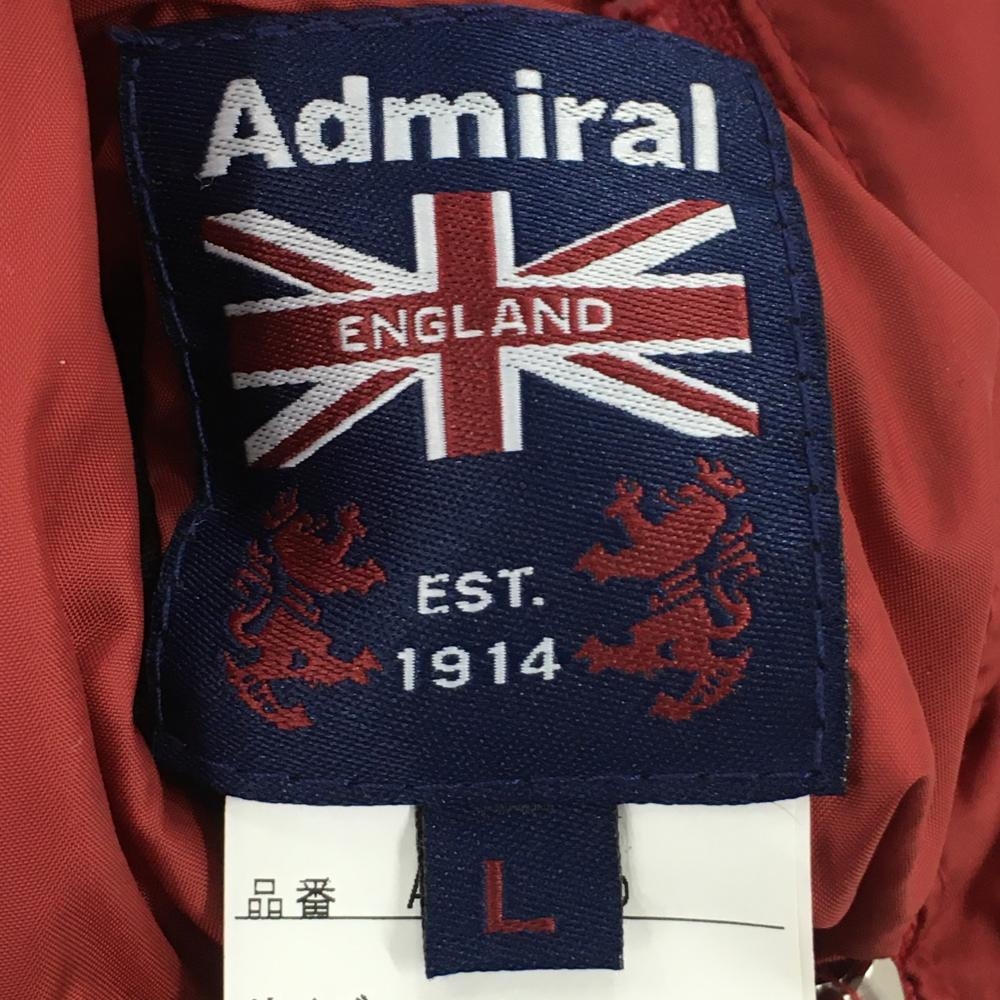 Admiral
ENGLAND
EST.
1914
L
品番